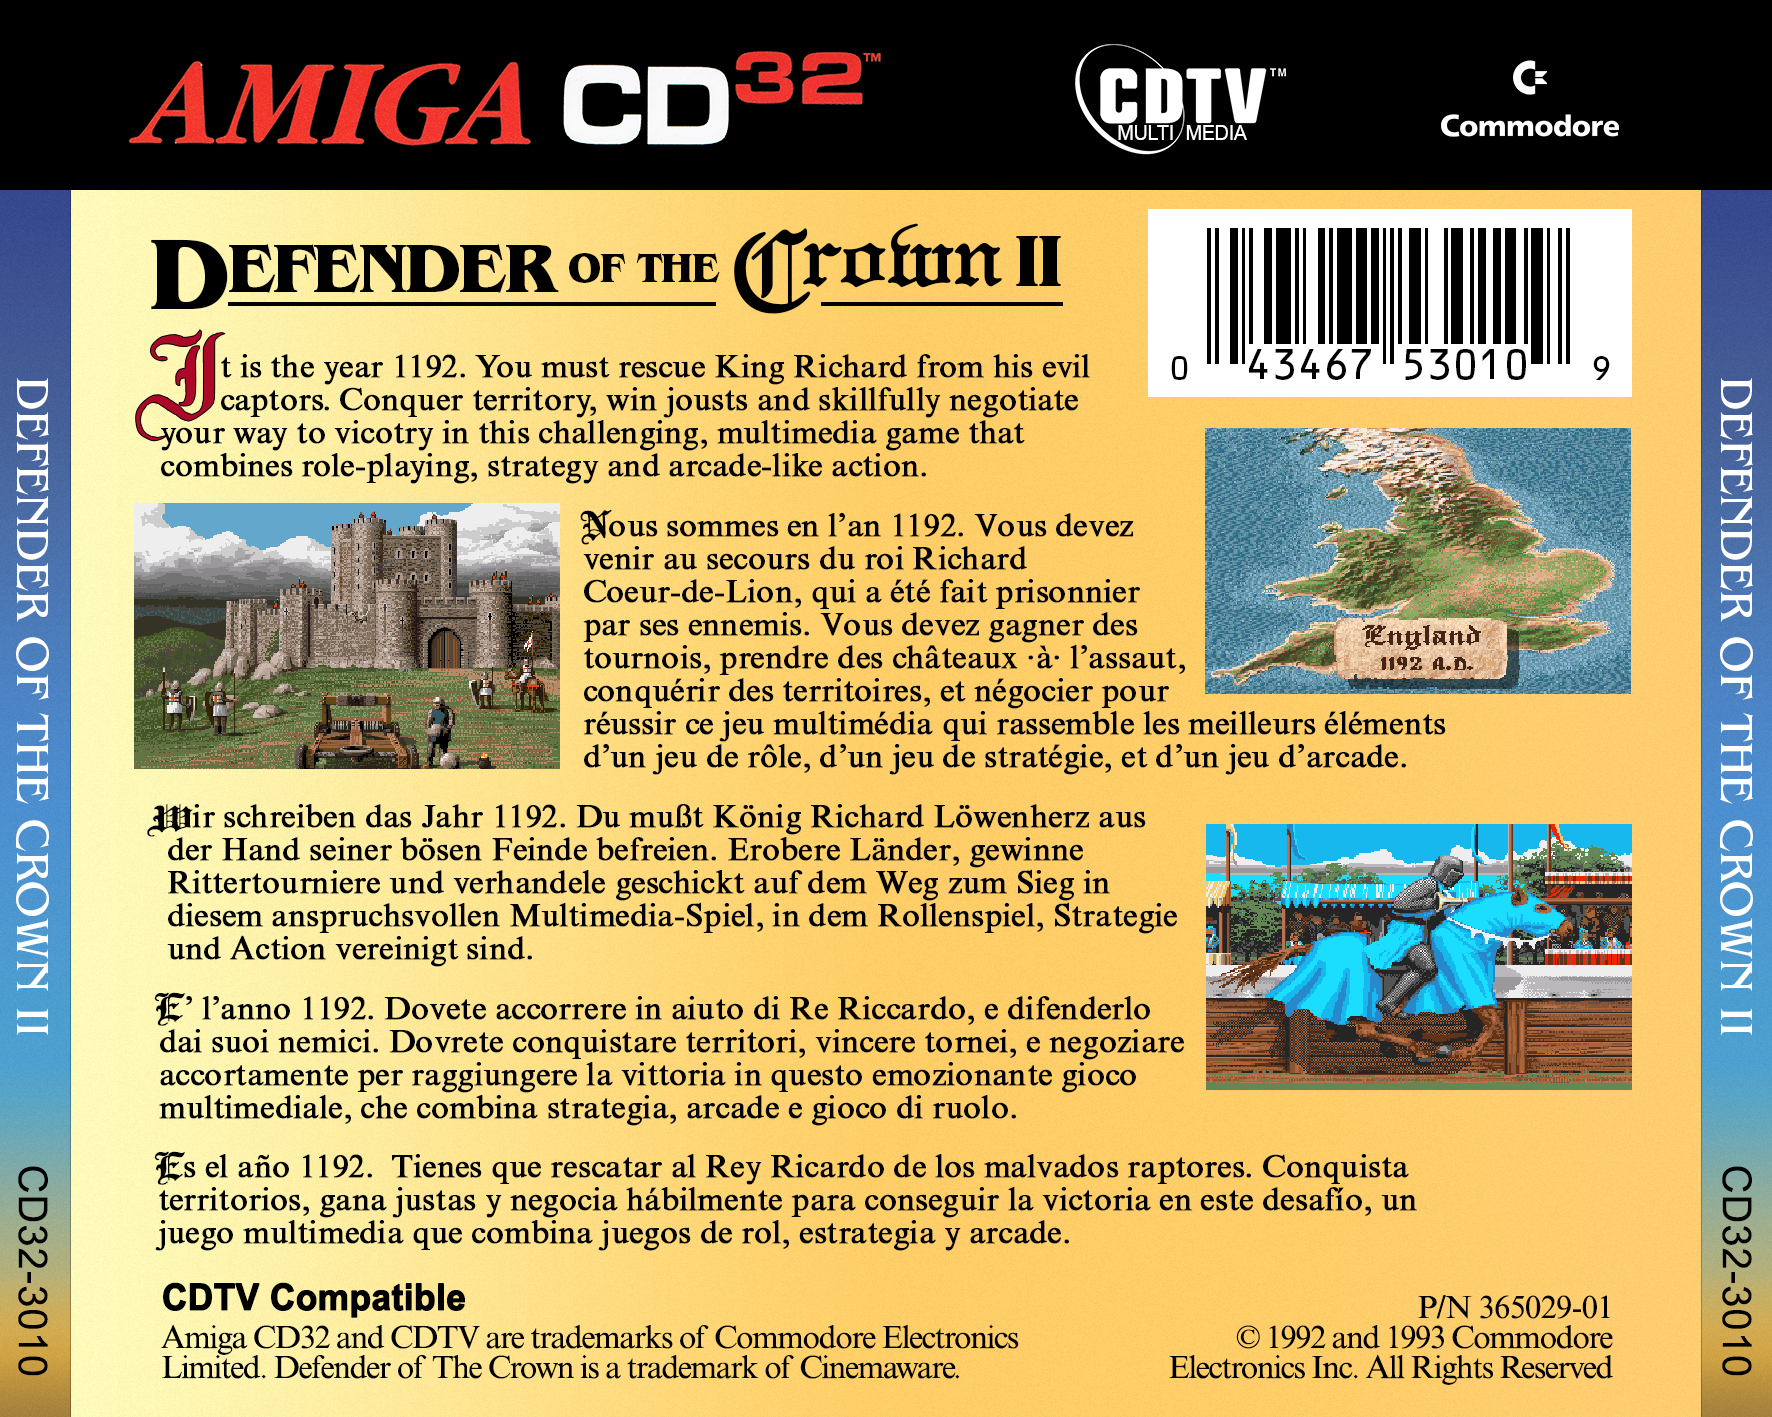 AMIGA CD32™
CDTV™
MULTI MEDIA
Commodore
DEFENDER OF THE Crown II
0 43467 53010 9
It is the year 1192. You must rescue King Richard from his evil
captors. Conquer territory, win jousts and skillfully negotiate
your way to vicotry in this challenging, multimedia game that
combines role-playing, strategy and arcade-like action.
England
1192 A.D.
Nous sommes en l'an 1192. Vous devez
venir au secours du roi Richard
Coeur-de-Lion, qui a été fait prisonnier
par ses ennemis. Vous devez gagner des
tournois, prendre des châteaux ·à· l'assaut,
conquérir des territoires, et négocier pour
réussir ce jeu multimédia qui rassemble les meilleurs éléments
d'un jeu de rôle, d'un jeu de stratégie, et d'un jeu d'arcade.
Wir schreiben das Jahr 1192. Du mußt König Richard Löwenherz aus
der Hand seiner bösen Feinde befreien. Erobere Länder, gewinne
Rittertourniere und verhandele geschickt auf dem Weg zum Sieg in
diesem anspruchsvollen Multimedia-Spiel, in dem Rollenspiel, Strategie
und Action vereinigt sind.
E' l'anno 1192. Dovete accorrere in aiuto di Re Riccardo, e difenderlo
dai suoi nemici. Dovrete conquistare territori, vincere tornei, e negoziare
accortamente per raggiungere la vittoria in questo emozionante gioco
multimediale, che combina strategia, arcade e gioco di ruolo.
Es el año 1192. Tienes que rescatar al Rey Ricardo de los malvados raptores. Conquista
territorios, gana justas y negocia hábilmente para conseguir la victoria en este desafío, un
juego multimedia que combina juegos de rol, estrategia y arcade.
CDTV Compatible
Amiga CD32 and CDTV are trademarks of Commodore Electronics
Limited. Defender of The Crown is a trademark of Cinemaware.
P/N 365029-01
© 1992 and 1993 Commodore
Electronics Inc. All Rights Reserved
DEFENDER OF THE CROWN II
CD32-3010
DEFENDER OF THE CROWN II
CD32-3010